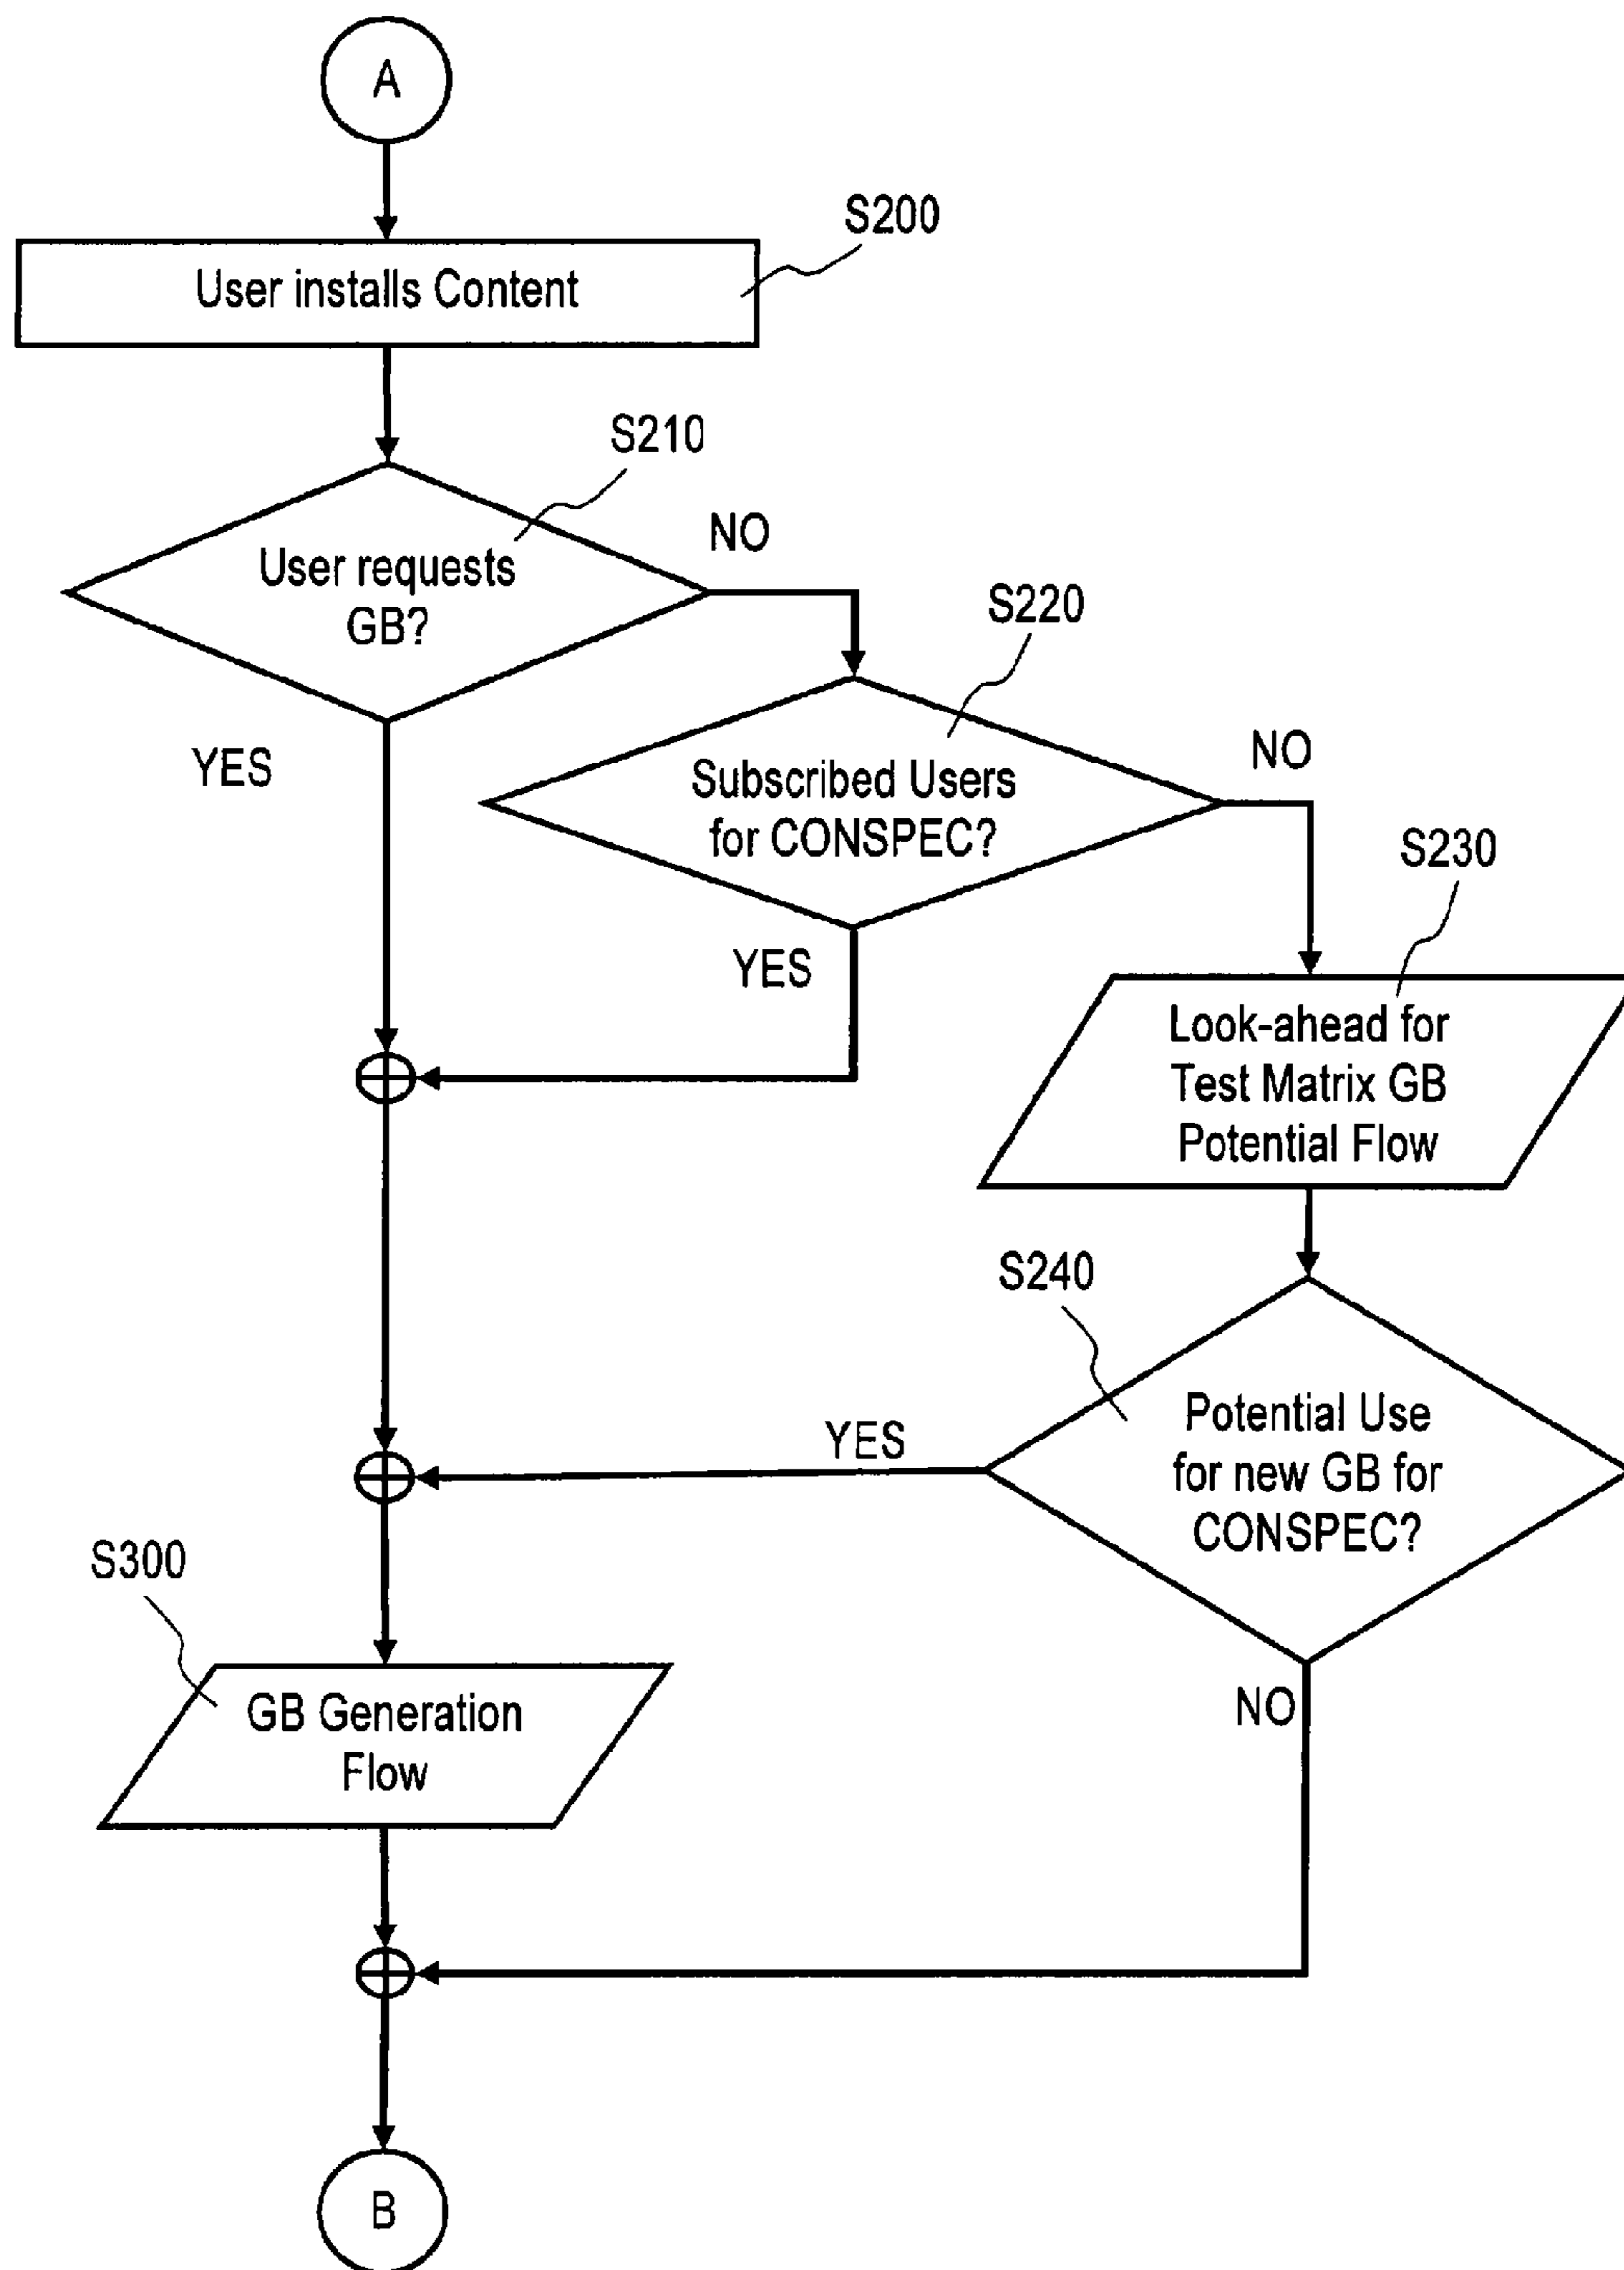 A
S200
User installs Content
S210
NO
User requests
GB?
S220
YES
NO
Subscribed Users
for CONSPEC?
S230
YES
Look-ahead for
Test Matrix GB
Potential Flow
S240
YES
Potential Use
for new GB for
CONSPEC?
S300
NO
GB Generation
Flow
B